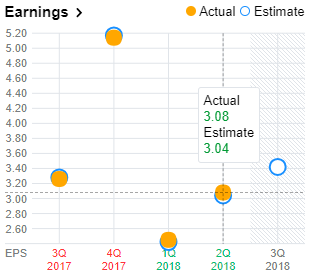 Earnings >
Actual Estimate
5.20
5.00
4.80
4.60
4.40
4.20
4.00
3.80
3.60
3.40
3.20
3.00
2.80
2.60
Actual
3.08
Estimate
3.04
EPS 3Q 4Q 1Q 2Q 3Q
2017 2017 2018 2018 2018